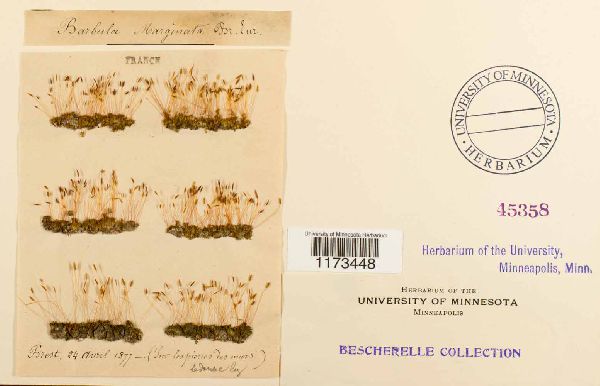 Barbula Marginata Br. Eur.
FRANCE
UNIVERSITY OF MINNESOTA
HERBARIUM
45358
University of Minnesota Herbarium
1173448
Herbarium of the University,
Minneapolis, Minn.
HERBARIUM OF THE
UNIVERSITY OF MINNESOTA
MINNEAPOLIS
BESCHERELLE COLLECTION
Brest, 24 Avril 1877 — (Sur les pierres des murs)